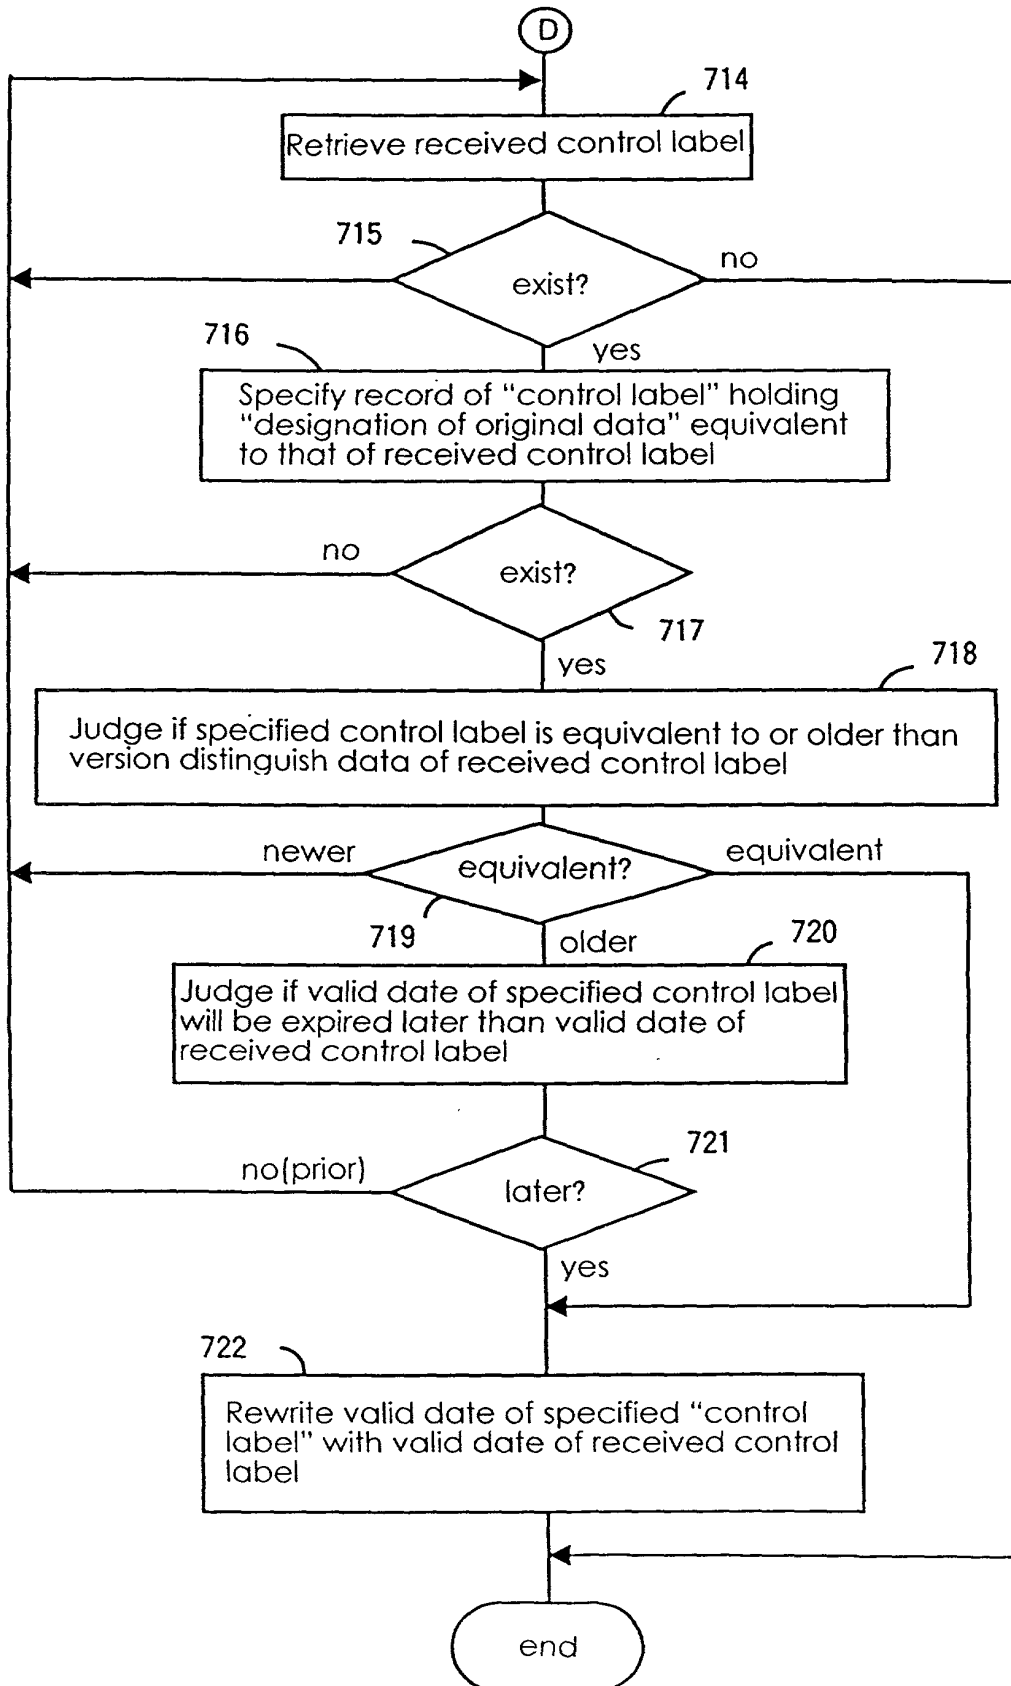 D
714
Retrieve received control label
715
exist?
no
yes
716
Specify record of “control label” holding
“designation of original data” equivalent
to that of received control label
no
exist?
717
yes
718
Judge if specified control label is equivalent to or older than
version distinguish data of received control label
newer
equivalent?
equivalent
719
older
720
Judge if valid date of specified control label
will be expired later than valid date of
received control label
721
no(prior)
later?
yes
722
Rewrite valid date of specified “control
label” with valid date of received control
label
end